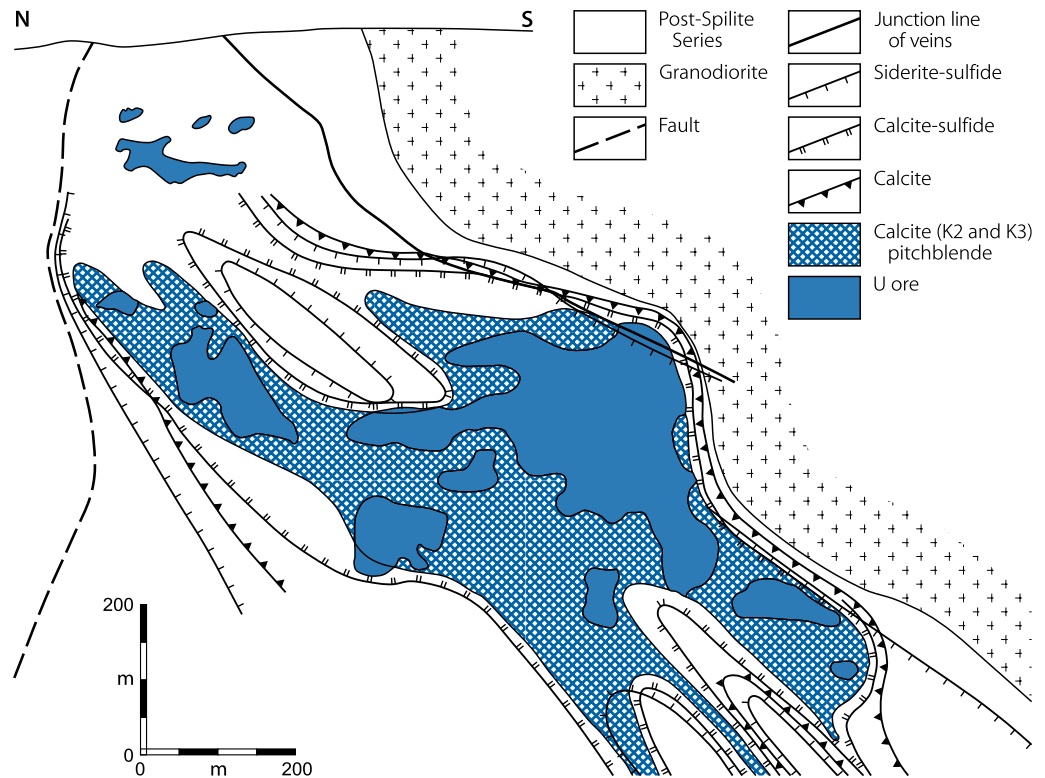 N
S
Post-Spilite
Series
Granodiorite
Fault
Junction line
of veins
Siderite-sulfide
Calcite-sulfide
Calcite
Calcite (K2 and K3)
pitchblende
U ore
200
m
0
0
m
200